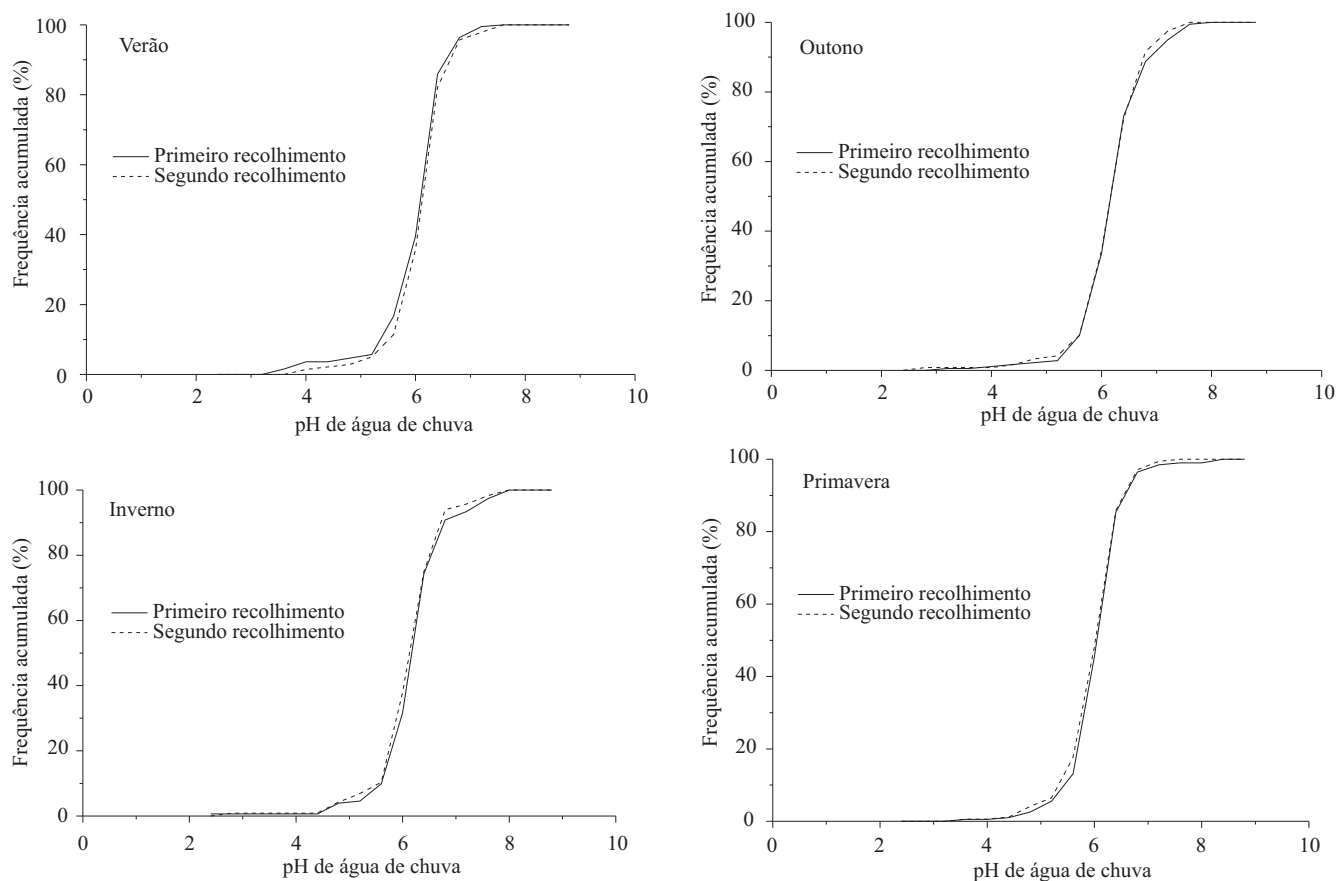 Verão
Frequência acumulada (%)
100
80
60
40
20
0
Primeiro recolhimento
Segundo recolhimento
0 2 4 6 8 10
pH de água de chuva
Outono
Frequência acumulada (%)
100
80
60
40
20
0
Primeiro recolhimento
Segundo recolhimento
0 2 4 6 8 10
pH de água de chuva
Inverno
Frequência acumulada (%)
100
80
60
40
20
0
Primeiro recolhimento
Segundo recolhimento
0 2 4 6 8 10
pH de água de chuva
Primavera
Frequência acumulada (%)
100
80
60
40
20
0
Primeiro recolhimento
Segundo recolhimento
0 2 4 6 8 10
pH de água de chuva